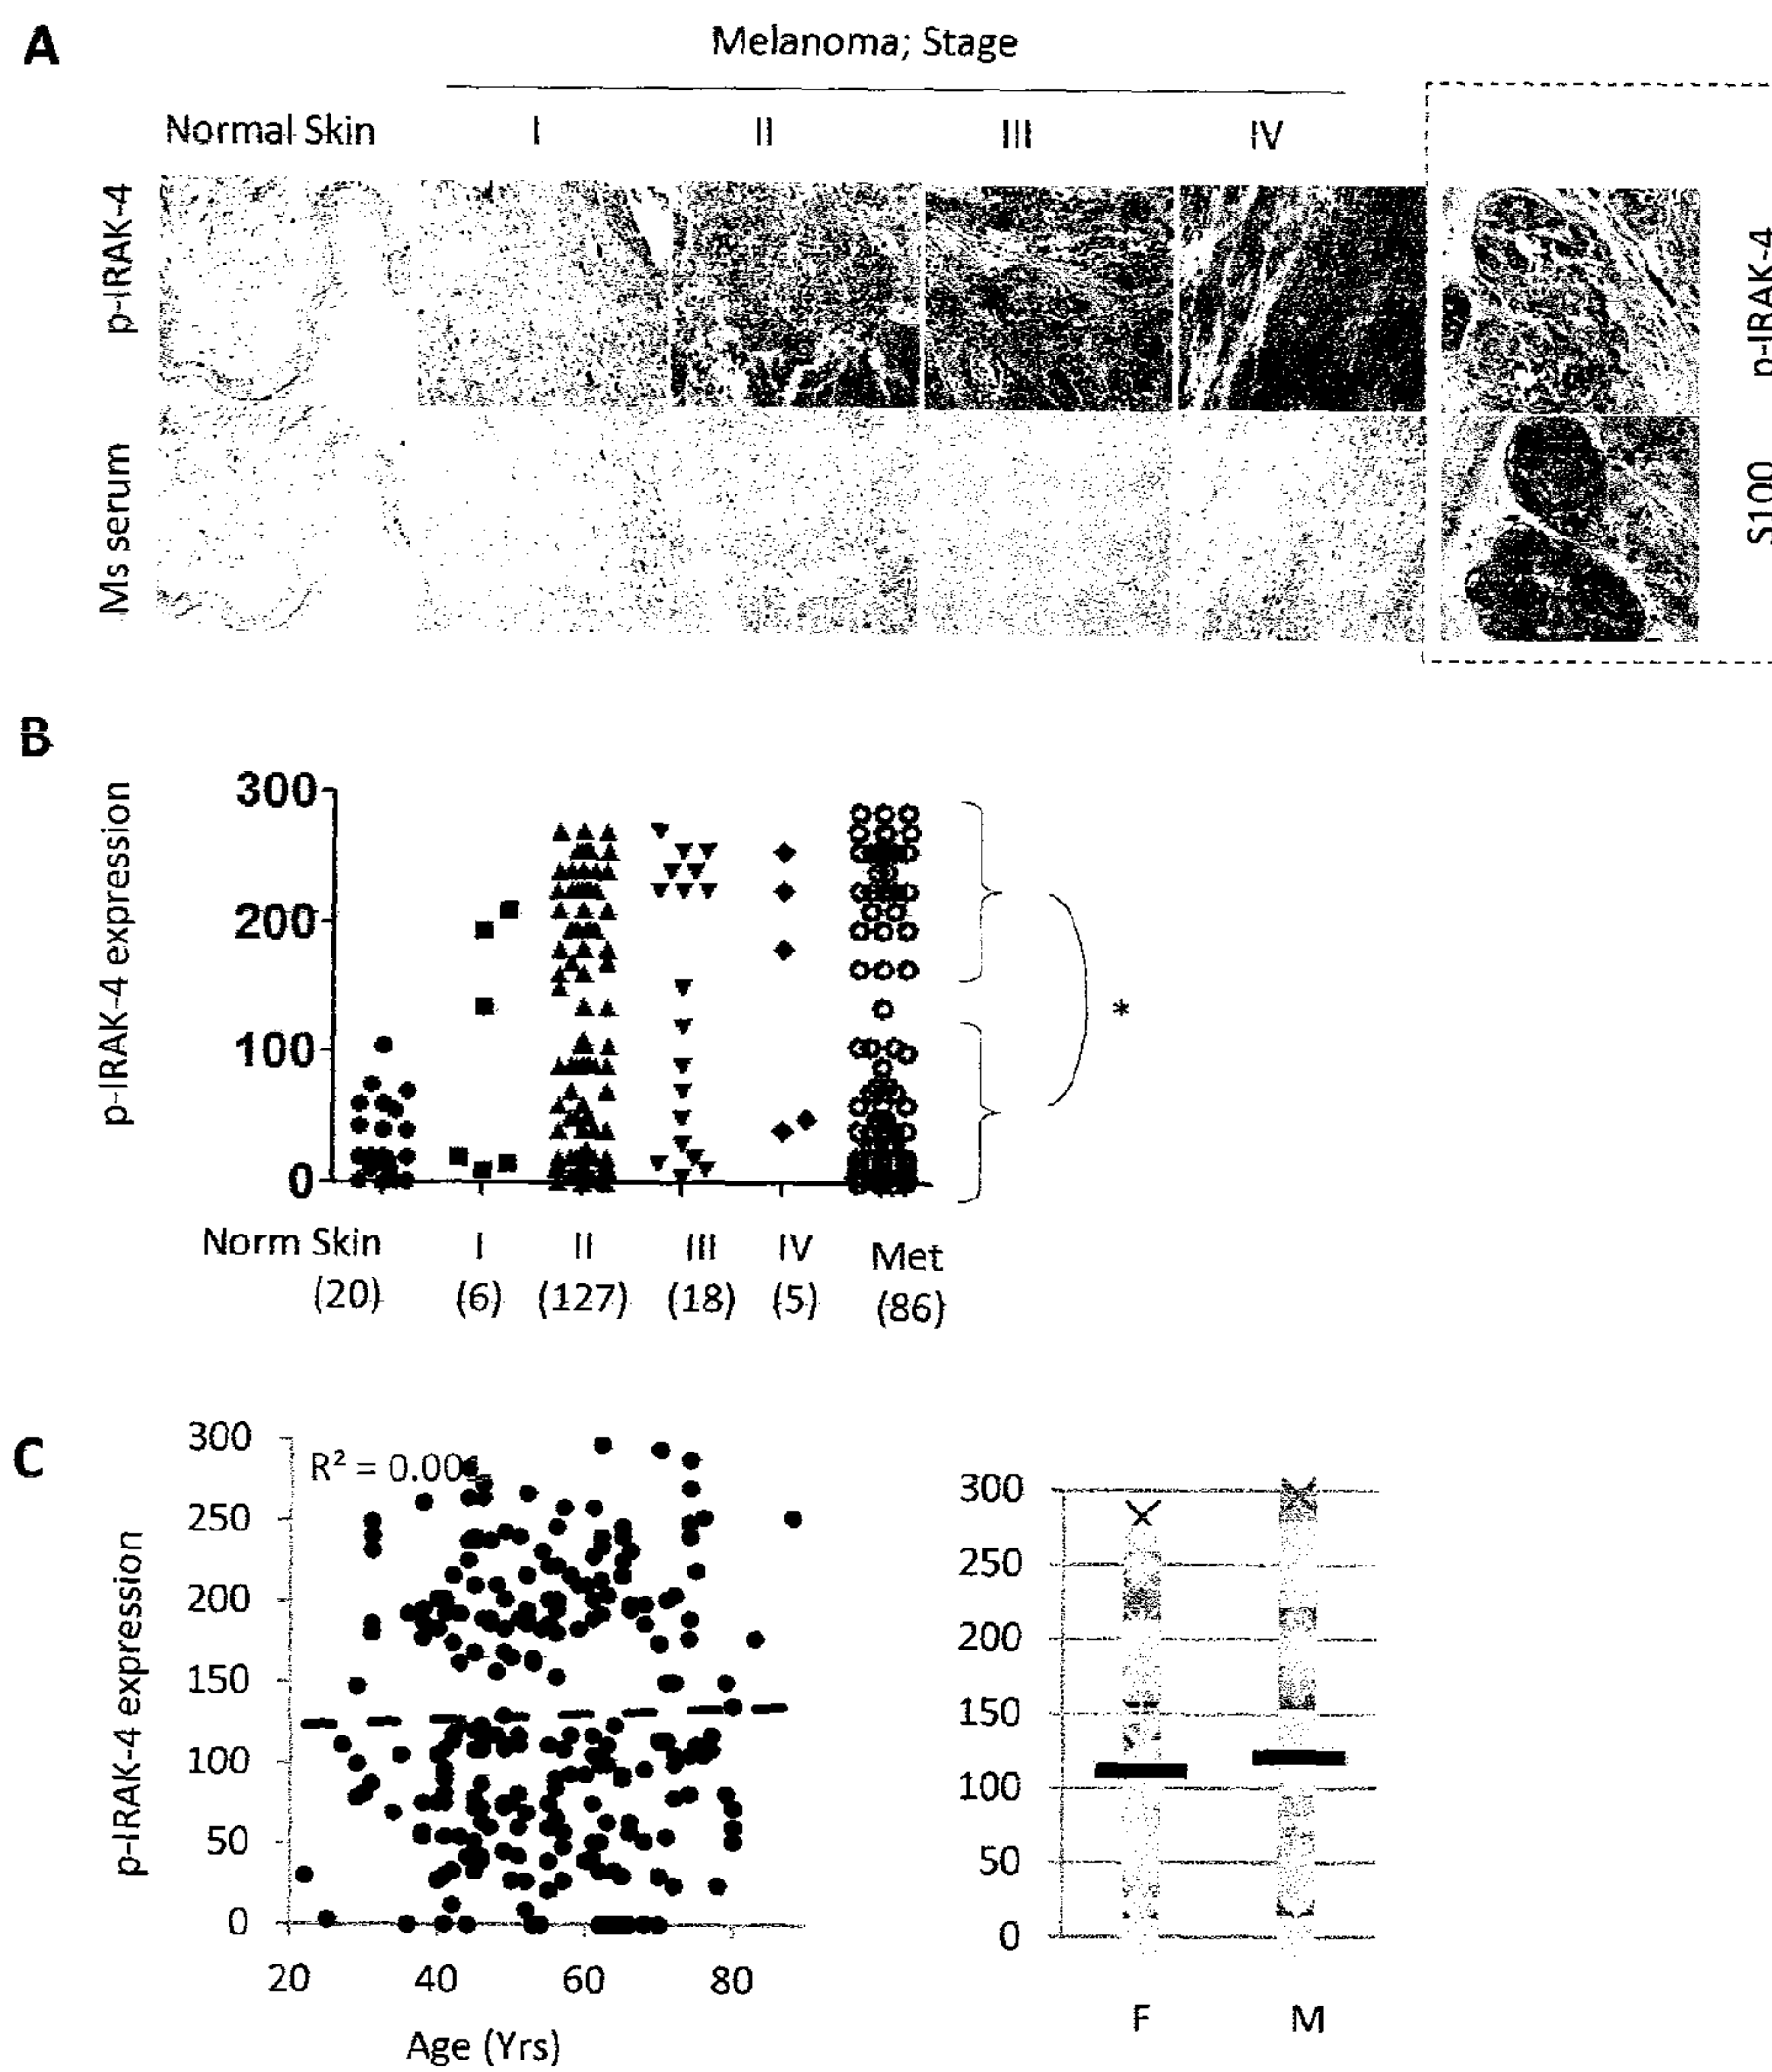 A
Melanoma; Stage
Normal Skin I II III IV
p-IRAK-4
Ms serum
p-IRAK-4
S100
B
p-IRAK-4 expression
300
200
100
0
Norm Skin I II III IV Met
(20) (6) (127) (18) (5) (86)
*
C
p-IRAK-4 expression
300
250
200
150
100
50
0
R² = 0.001
20 40 60 80
Age (Yrs)
300
250
200
150
100
50
0
F M